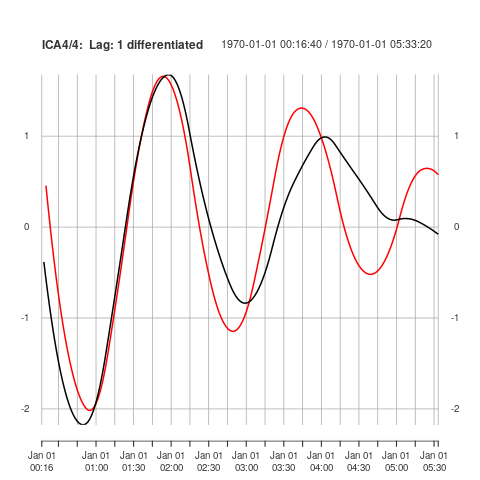 ICA4/4:  Lag: 1 differentiated 1970-01-01 00:16:40 / 1970-01-01 05:33:20
1 1
0 0
-1 -1
-2 -2
Jan 01 Jan 01 Jan 01 Jan 01 Jan 01 Jan 01 Jan 01 Jan 01 Jan 01 Jan 01 Jan 01
00:16 01:00 01:30 02:00 02:30 03:00 03:30 04:00 04:30 05:00 05:30